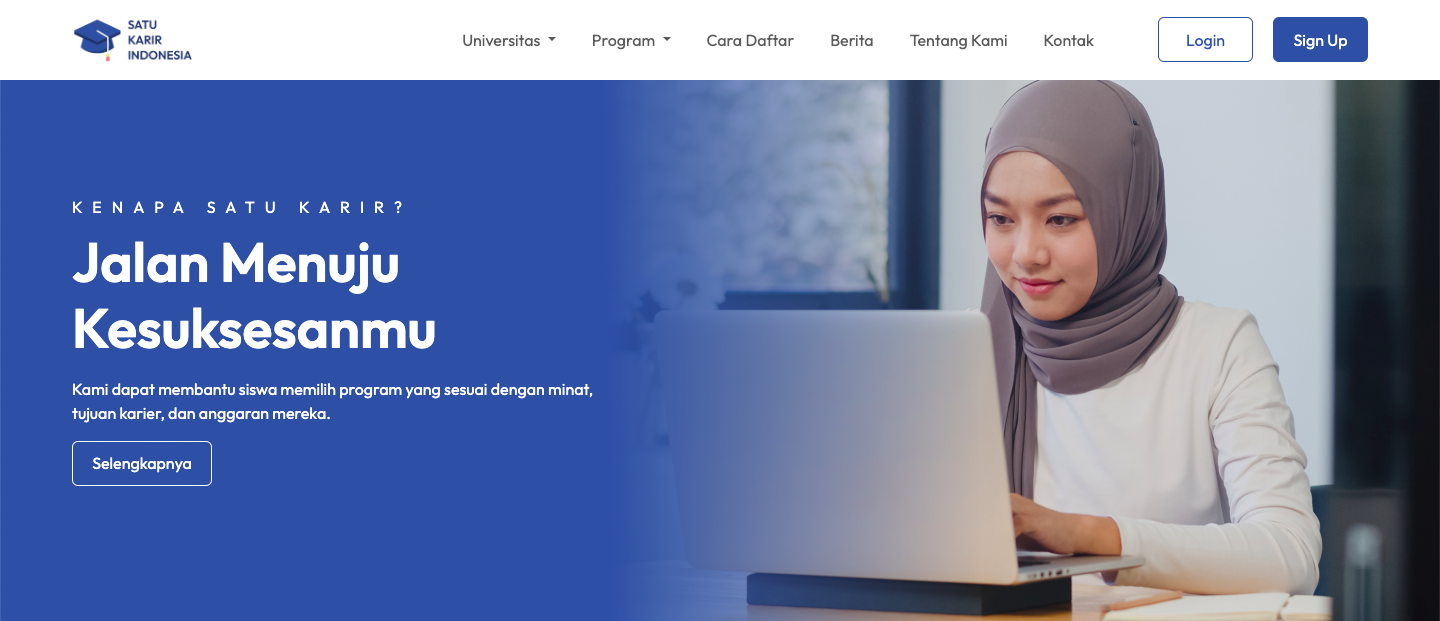 SATU
KARIR
INDONESIA
Universitas
Program
Cara Daftar
Berita
Tentang Kami
Kontak
Login
Sign Up
KENAPA SATU KARIR?
Jalan Menuju
Kesuksesanmu
Kami dapat membantu siswa memilih program yang sesuai dengan minat,
tujuan karier, dan anggaran mereka.
Selengkapnya